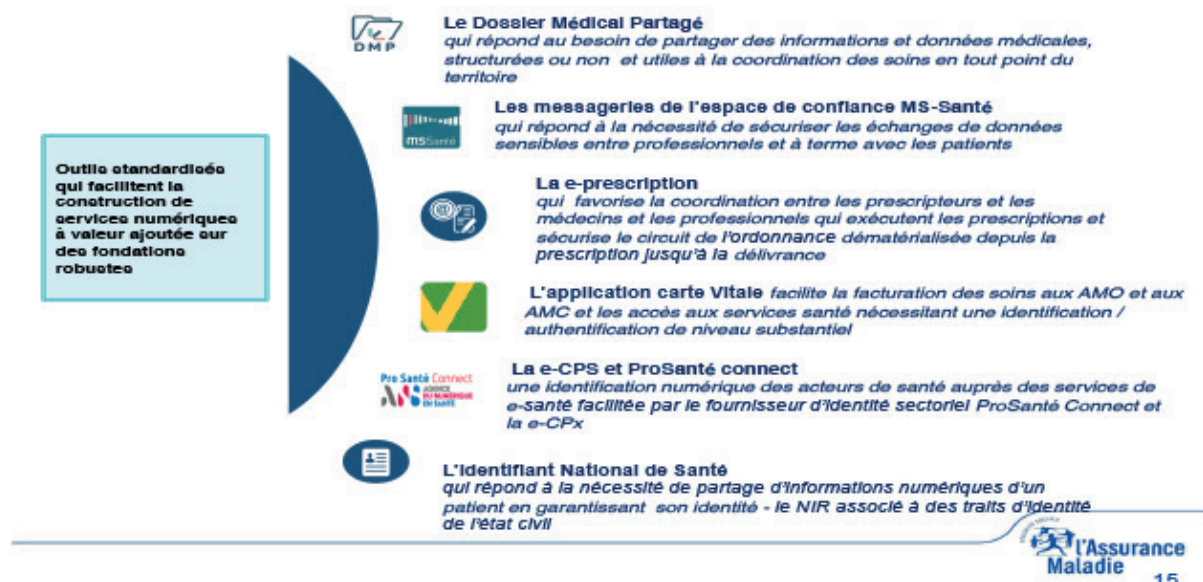 DMP
Le Dossier Médical Partagé
qui répond au besoin de partager des informations et données médicales,
structurées ou non et utiles à la coordination des soins en tout point du
territoire
msSanté
Les messageries de l'espace de confiance MS-Santé
qui répond à la nécessité de sécuriser les échanges de données
sensibles entre professionnels et à terme avec les patients
Outils standardisés
qui facilitent la
construction de
services numériques
à valeur ajoutée sur
des fondations
robustes
La e-prescription
qui favorise la coordination entre les prescripteurs et les
médecins et les professionnels qui exécutent les prescriptions et
sécurise le circuit de l'ordonnance dématérialisée depuis la
prescription jusqu'à la délivrance
L'application carte Vitale facilite la facturation des soins aux AMO et aux
AMC et les accès aux services santé nécessitant une identification /
authentification de niveau substantiel
Pro Santé Connect
AGENCE
DU NUMÉRIQUE
EN SANTÉ
La e-CPS et ProSanté connect
une identification numérique des acteurs de santé auprès des services de
e-santé facilitée par le fournisseur d'identité sectoriel ProSanté Connect et
la e-CPx
L'Identifiant National de Santé
qui répond à la nécessité de partage d'informations numériques d'un
patient en garantissant son identité - le NIR associé à des traits d'identité
de l'état civil
l'Assurance
Maladie
15